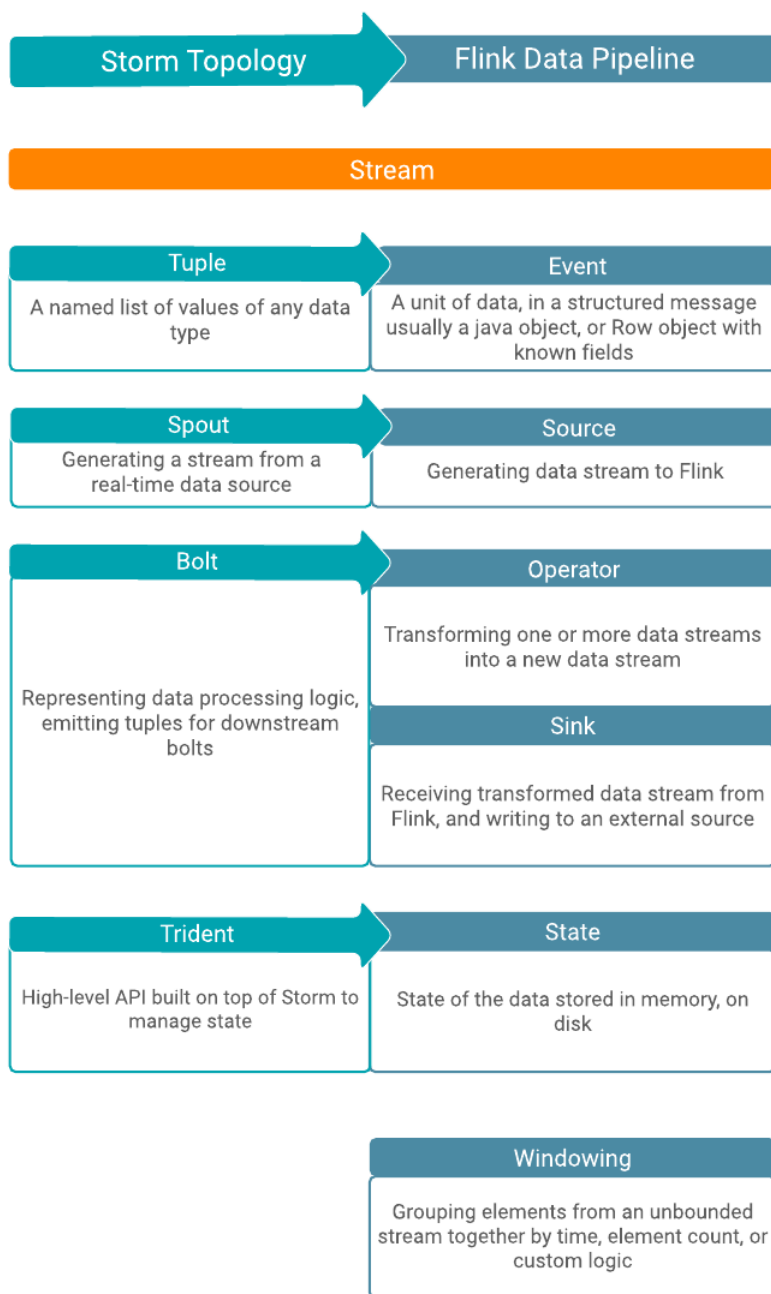 Storm Topology
Flink Data Pipeline
Stream
Tuple
Event
A named list of values of any data
type
A unit of data, in a structured message
usually a java object, or Row object with
known fields
Spout
Source
Generating a stream from a
real-time data source
Generating data stream to Flink
Bolt
Operator
Representing data processing logic,
emitting tuples for downstream
bolts
Transforming one or more data streams
into a new data stream
Sink
Receiving transformed data stream from
Flink, and writing to an external source
Trident
State
High-level API built on top of Storm to
manage state
State of the data stored in memory, on
disk
Windowing
Grouping elements from an unbounded
stream together by time, element count, or
custom logic